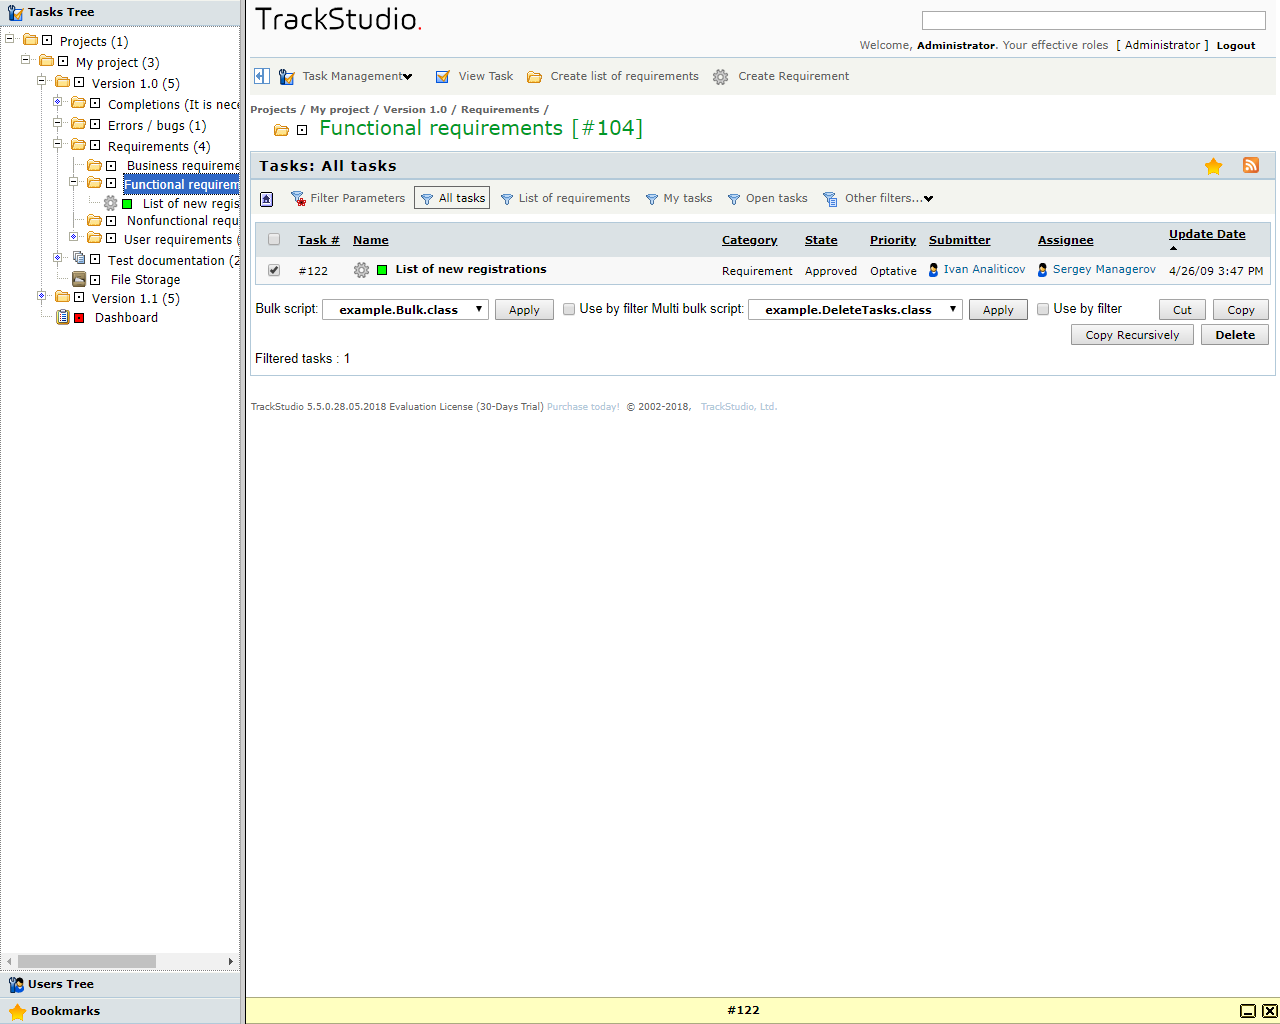 Tasks Tree
Projects (1)
My project (3)
Version 1.0 (5)
Completions (It is nece
Errors / bugs (1)
Requirements (4)
Business requireme
Functional requirem
List of new regis
Nonfunctional requ
User requirements (
Test documentation (2
File Storage
Version 1.1 (5)
Dashboard
Users Tree
Bookmarks
TrackStudio.
Welcome, Administrator. Your effective roles [ Administrator ] Logout
Task Management View Task Create list of requirements Create Requirement
Projects / My project / Version 1.0 / Requirements /
Functional requirements [#104]
Tasks: All tasks
Filter Parameters All tasks List of requirements My tasks Open tasks Other filters...
Task # Name Category State Priority Submitter Assignee Update Date
#122 List of new registrations Requirement Approved Optative Ivan Analiticov Sergey Managerov 4/26/09 3:47 PM
Bulk script: example.Bulk.class Apply Use by filter Multi bulk script: example.DeleteTasks.class Apply Use by filter Cut Copy
Copy Recursively Delete
Filtered tasks : 1
TrackStudio 5.5.0.28.05.2018 Evaluation License (30-Days Trial) Purchase today! © 2002-2018, TrackStudio, Ltd.
#122